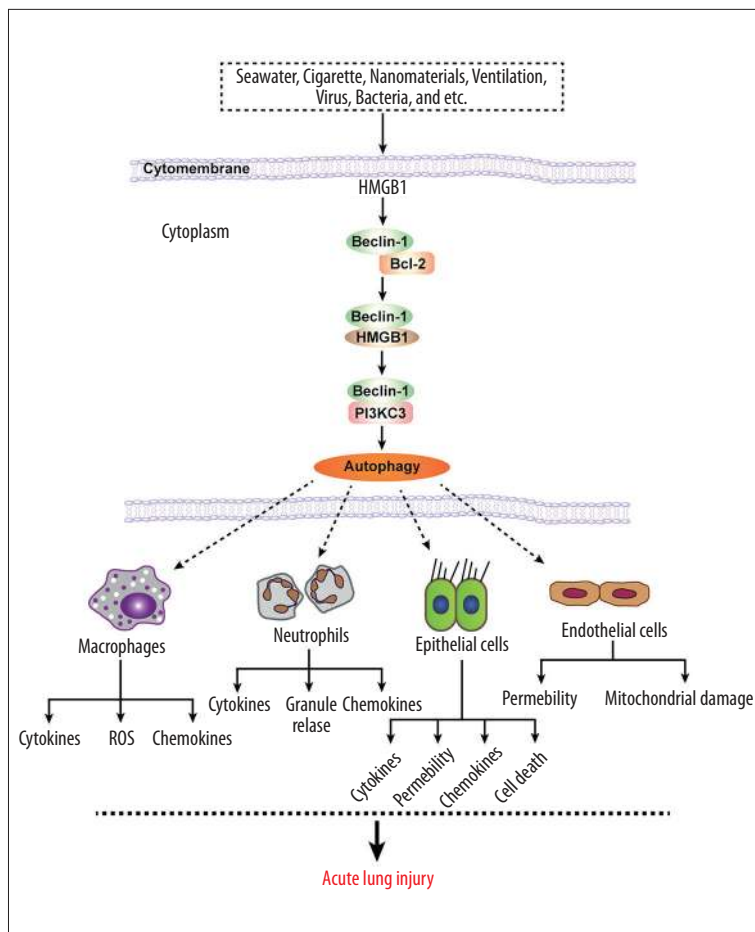 Seawater, Cigarette, Nanomaterials, Ventilation,
Virus, Bacteria, and etc.
Cytomembrane
HMGB1
Cytoplasm
Beclin-1
Bcl-2
Beclin-1
HMGB1
Beclin-1
PI3KC3
Autophagy
Macrophages
Neutrophils
Epithelial cells
Endothelial cells
Cytokines
ROS
Chemokines
Cytokines
Granule
relase
Chemokines
Cytokines
Permebility
Chemokines
Cell death
Permebility
Mitochondrial damage
Acute lung injury